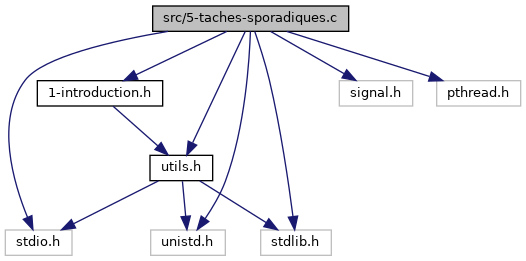 src/5-taches-sporadiques.c
1-introduction.h
signal.h
pthread.h
utils.h
stdio.h
unistd.h
stdlib.h